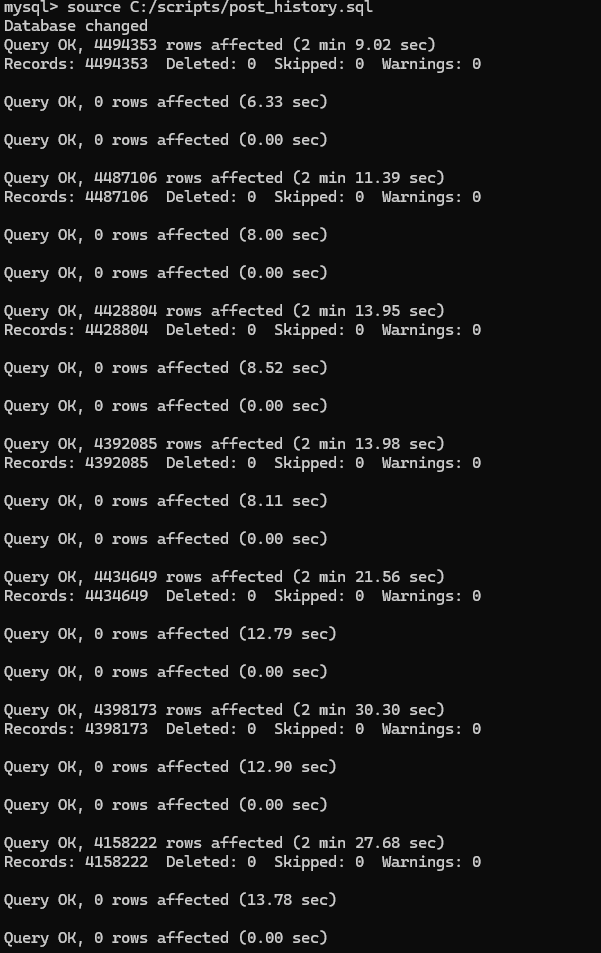 mysql> source C:/scripts/post_history.sql
Database changed
Query OK, 4494353 rows affected (2 min 9.02 sec)
Records: 4494353  Deleted: 0  Skipped: 0  Warnings: 0
Query OK, 0 rows affected (6.33 sec)
Query OK, 0 rows affected (0.00 sec)
Query OK, 4487106 rows affected (2 min 11.39 sec)
Records: 4487106  Deleted: 0  Skipped: 0  Warnings: 0
Query OK, 0 rows affected (8.00 sec)
Query OK, 0 rows affected (0.00 sec)
Query OK, 4428804 rows affected (2 min 13.95 sec)
Records: 4428804  Deleted: 0  Skipped: 0  Warnings: 0
Query OK, 0 rows affected (8.52 sec)
Query OK, 0 rows affected (0.00 sec)
Query OK, 4392085 rows affected (2 min 13.98 sec)
Records: 4392085  Deleted: 0  Skipped: 0  Warnings: 0
Query OK, 0 rows affected (8.11 sec)
Query OK, 0 rows affected (0.00 sec)
Query OK, 4434649 rows affected (2 min 21.56 sec)
Records: 4434649  Deleted: 0  Skipped: 0  Warnings: 0
Query OK, 0 rows affected (12.79 sec)
Query OK, 0 rows affected (0.00 sec)
Query OK, 4398173 rows affected (2 min 30.30 sec)
Records: 4398173  Deleted: 0  Skipped: 0  Warnings: 0
Query OK, 0 rows affected (12.90 sec)
Query OK, 0 rows affected (0.00 sec)
Query OK, 4158222 rows affected (2 min 27.68 sec)
Records: 4158222  Deleted: 0  Skipped: 0  Warnings: 0
Query OK, 0 rows affected (13.78 sec)
Query OK, 0 rows affected (0.00 sec)